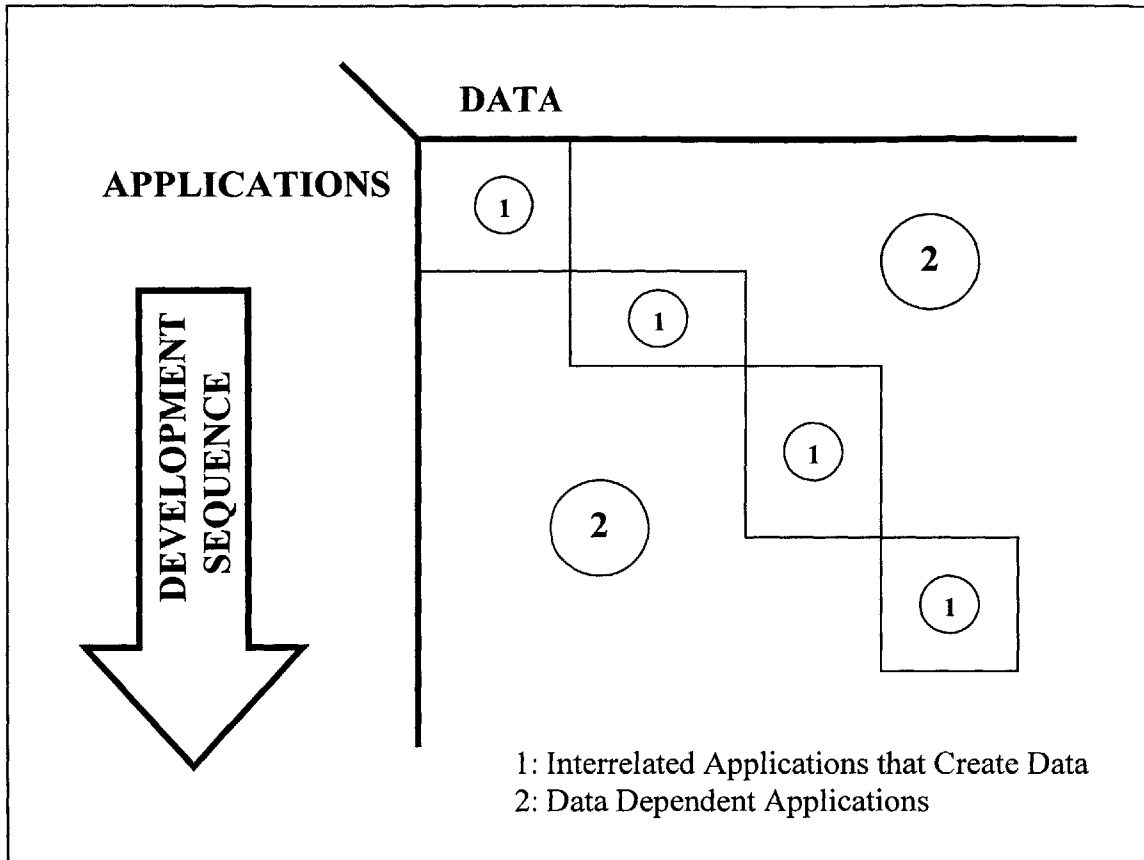 DATA
APPLICATIONS
1
2
1
DEVELOPMENT
SEQUENCE
1
2
1
1: Interrelated Applications that Create Data
2: Data Dependent Applications